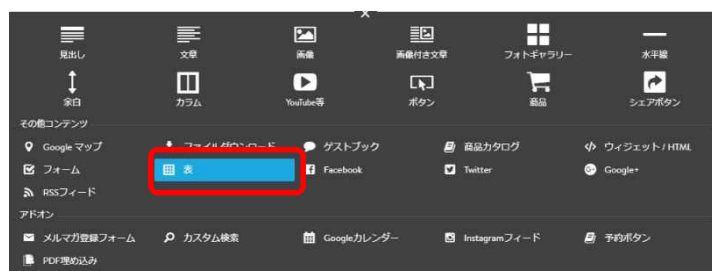 見出し 文章 画像 画像付き文章 フォトギャラリー 水平線
余白 カラム YouTube等 ボタン 商品 シェアボタン
その他コンテンツ
Google マップ ファイルダウンロード ゲストブック 商品カタログ ウィジェット / HTML
フォーム 表 Facebook Twitter Google+
RSSフィード
アドオン
メルマガ登録フォーム カスタム検索 Googleカレンダー Instagramフィード 予約ボタン
PDF埋め込み